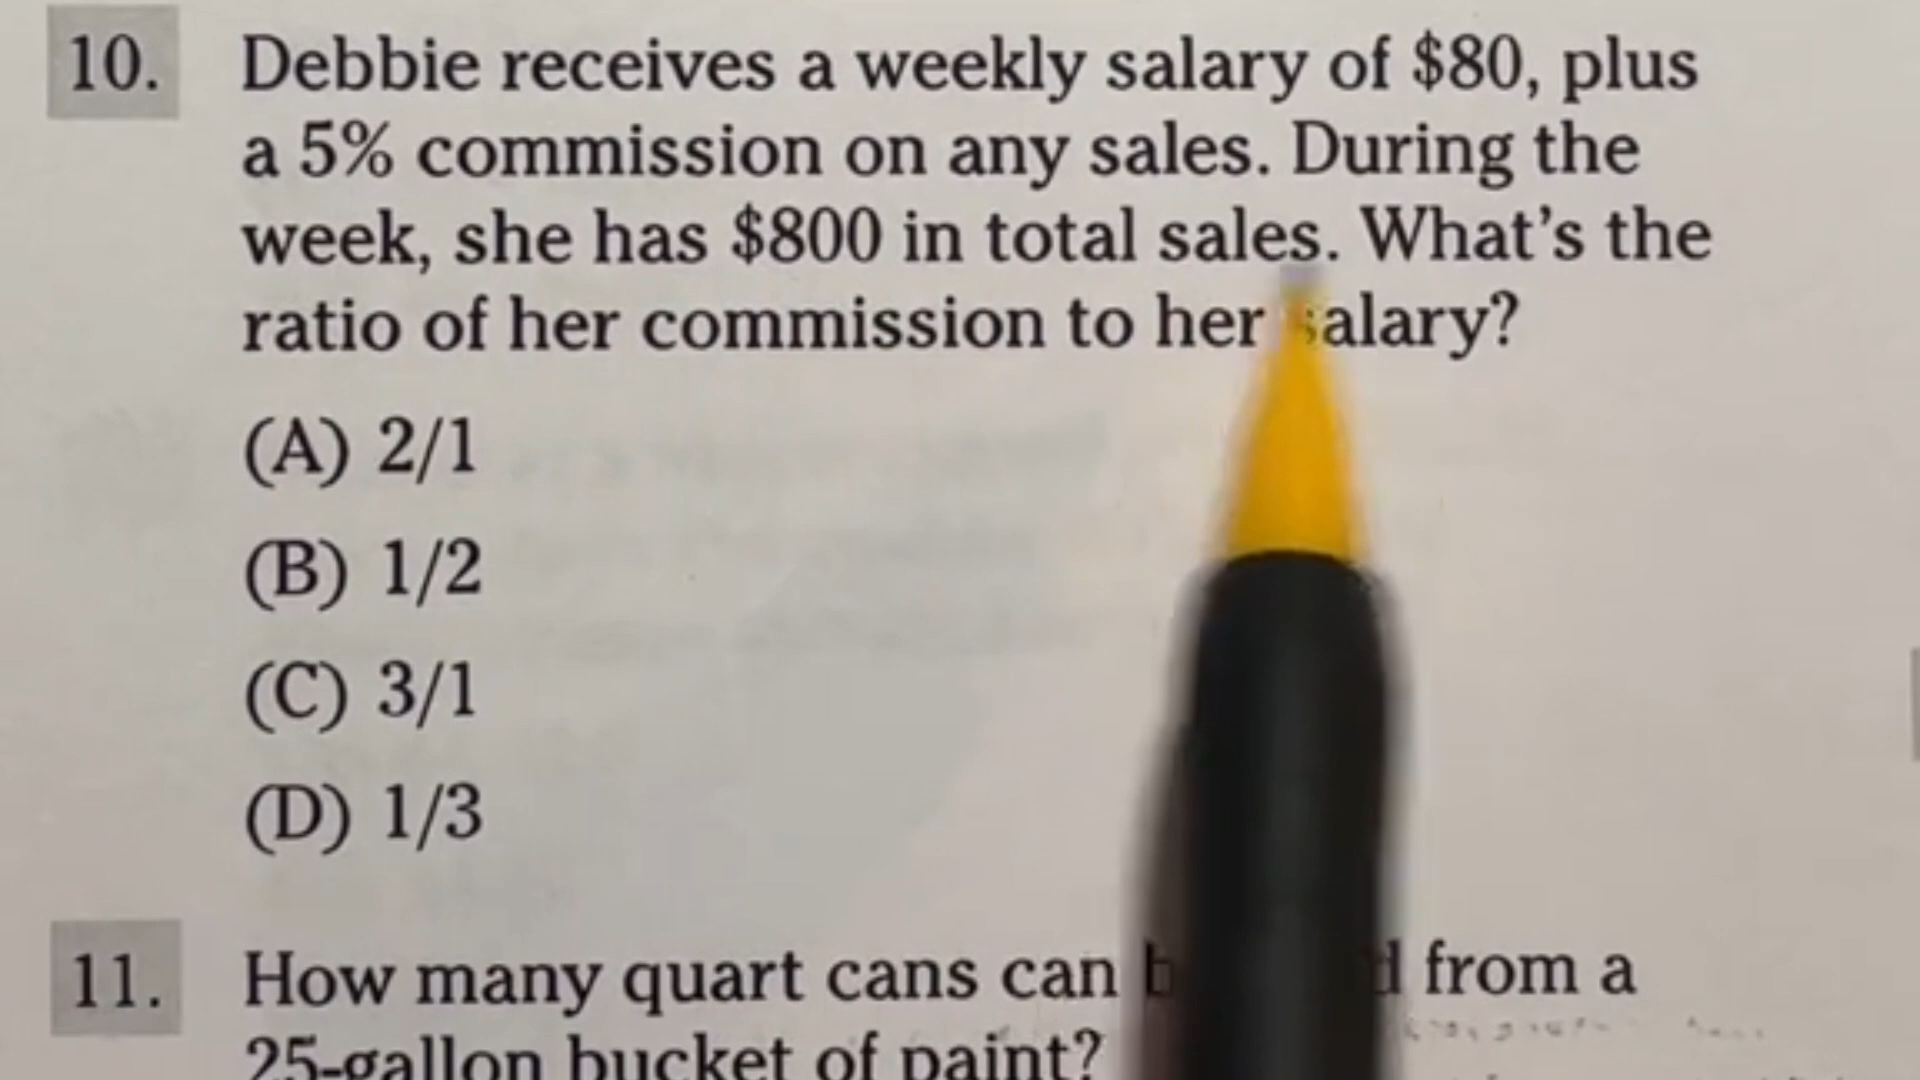 10. Debbie receives a weekly salary of $80, plus
a 5% commission on any sales. During the
week, she has $800 in total sales. What's the
ratio of her commission to her salary?
(A) 2/1
(B) 1/2
(C) 3/1
(D) 1/3
11. How many quart cans can from a
25-gallon bucket of paint?